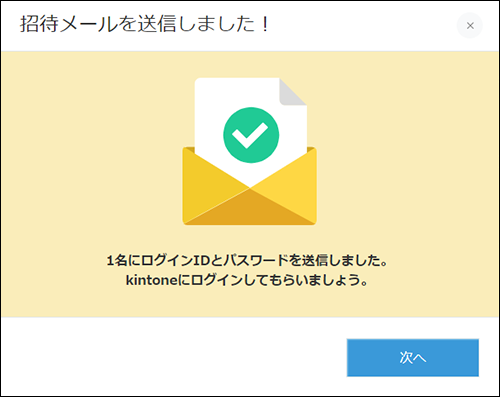 招待メールを送信しました！
×
1名にログインIDとパスワードを送信しました。
kintoneにログインしてもらいましょう。
次へ